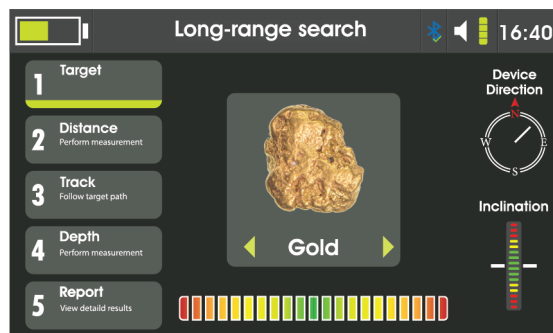 Long-range search
16:40
1 Target
2 Distance
Perform measurement
3 Track
Follow target path
4 Depth
Perform measurement
5 Report
View detaild results
Gold
Device
Direction
N
W E
S
Inclination